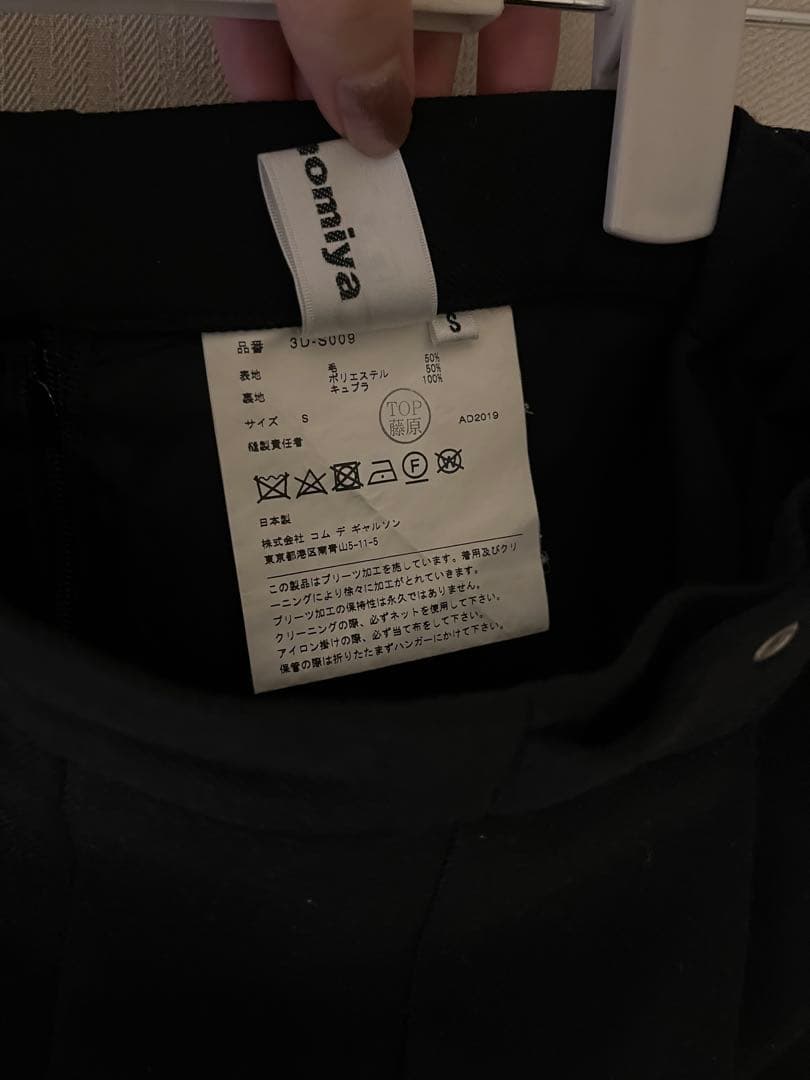 nomiya
S
品番 3D-S009
表地 毛 50%
ポリエステル 50%
裏地 キュプラ 100%
サイズ S
TOP
藤原
AD2019
縫製責任者
F
W
日本製
株式会社 コム デ ギャルソン
東京都港区南青山5-11-5
この製品はプリーツ加工を施しています。着用及びクリ
ーニングにより徐々に加工がとれていきます。
プリーツ加工の保持性は永久ではありません。
クリーニングの際、必ずネットを使用して下さい。
アイロン掛けの際、必ず当て布をして下さい。
保管の際は折りたたまずハンガーにかけて下さい。